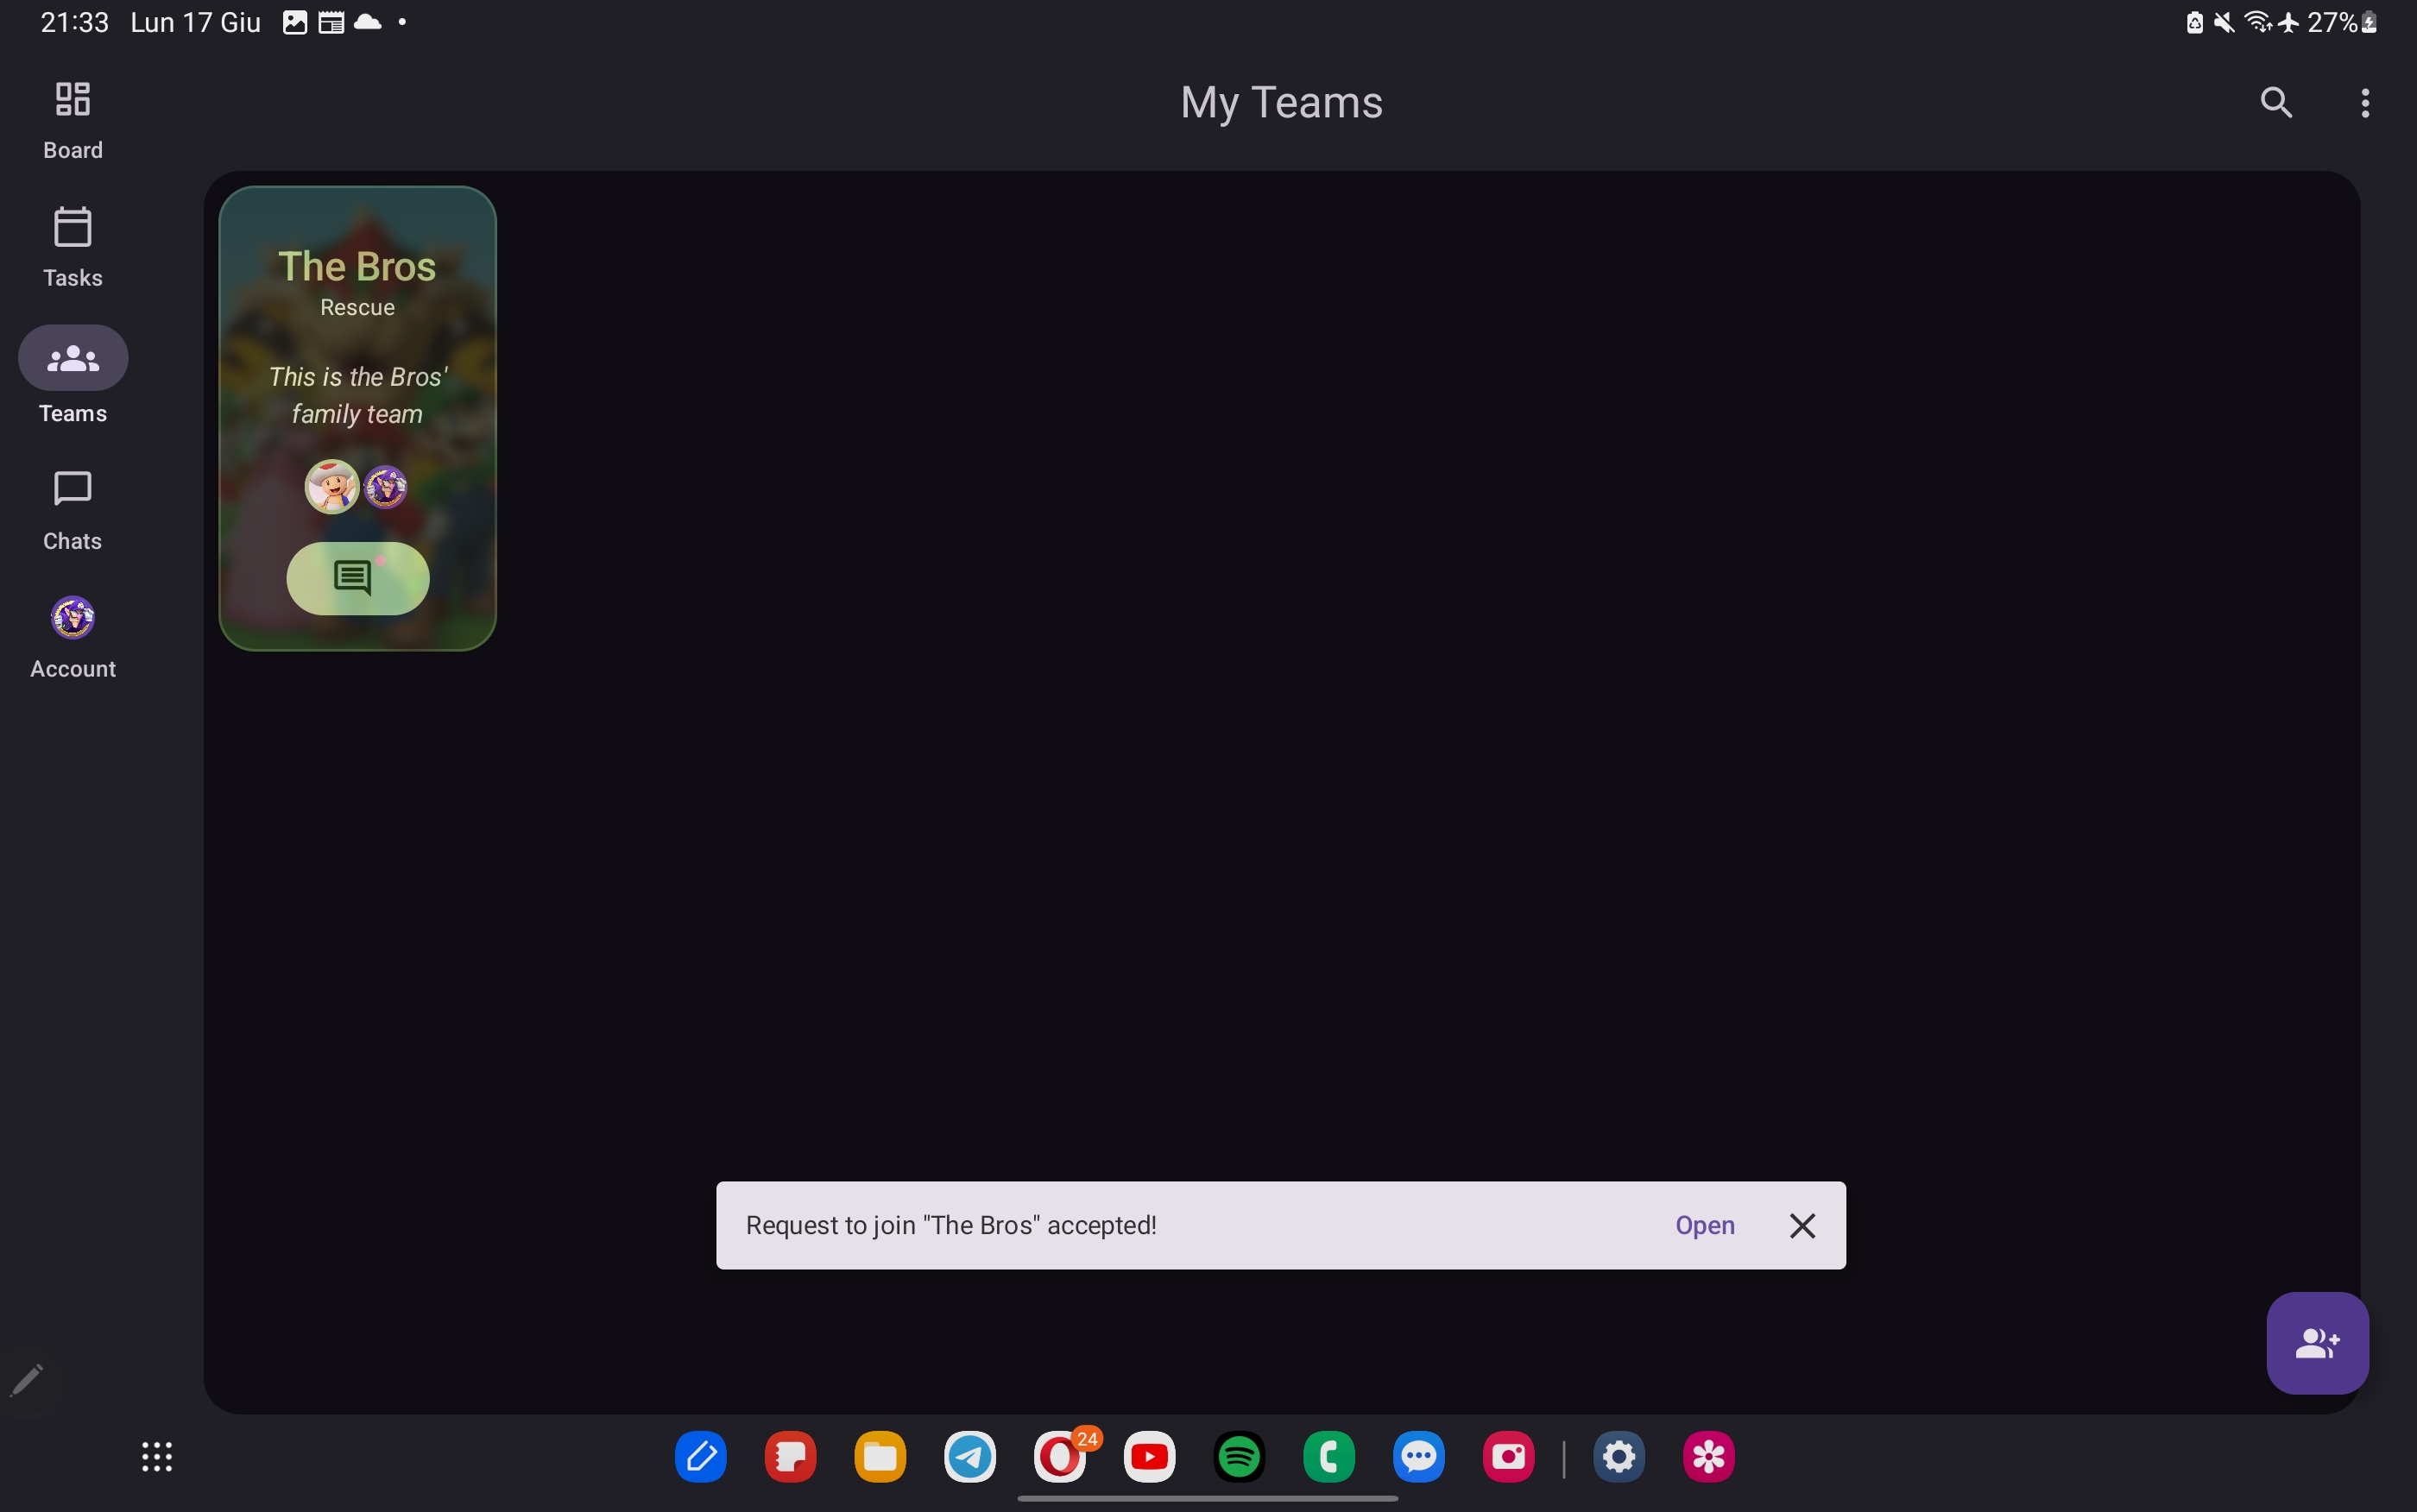 21:33 Lun 17 Giu
27%
My Teams
Board
Tasks
Teams
Chats
Account
The Bros
Rescue
This is the Bros'
family team
Request to join "The Bros" accepted!
Open
24